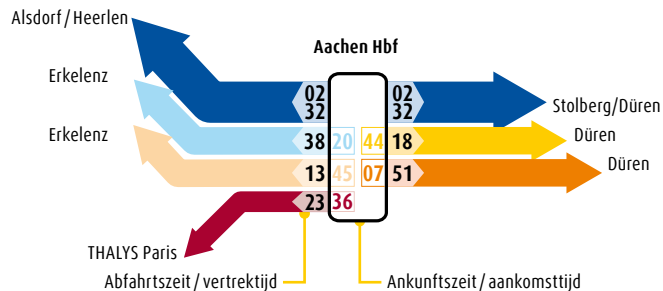 Alsdorf / Heerlen
Aachen Hbf
Erkelenz
02 02
32 32
Stolberg/Düren
Erkelenz
38 20 44 18
Düren
13 45 07 51
Düren
23 36
THALYS Paris
Abfahrtszeit / vertrektijd
Ankunftszeit / aankomsttijd